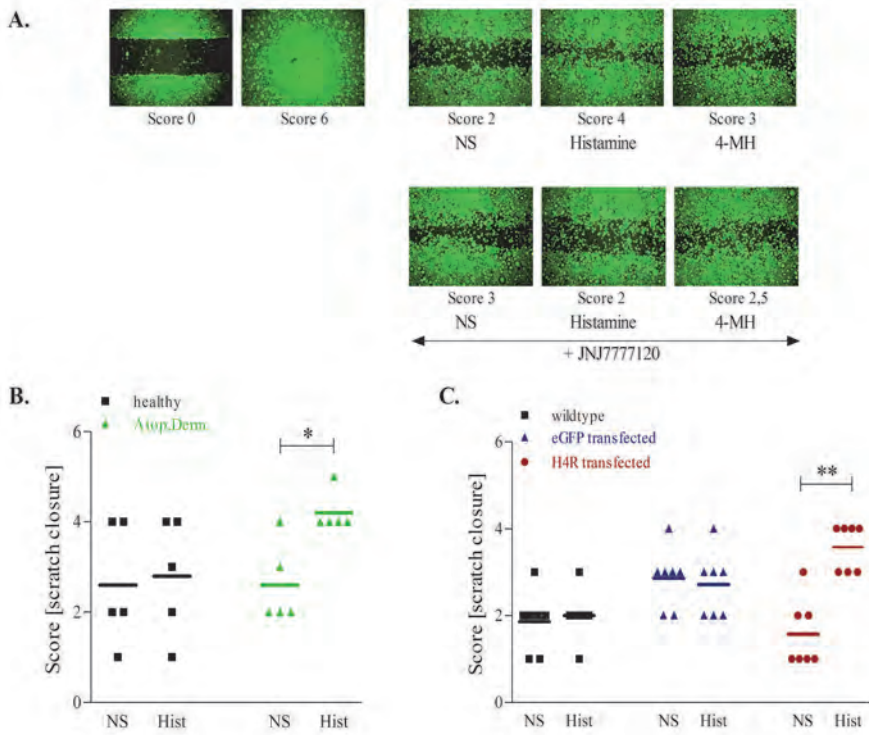 A.
Score 0
Score 6
Score 2
Score 4
Score 3
NS
Histamine
4-MH
Score 3
Score 2
Score 2,5
NS
Histamine
4-MH
+ JNJ7777120
B.
healthy
Atop.Derm.
*
Score [scratch closure]
6
4
2
0
NS
Hist
NS
Hist
C.
wildtype
eGFP transfected
H4R transfected
**
Score [scratch closure]
6
4
2
0
NS
Hist
NS
Hist
NS
Hist